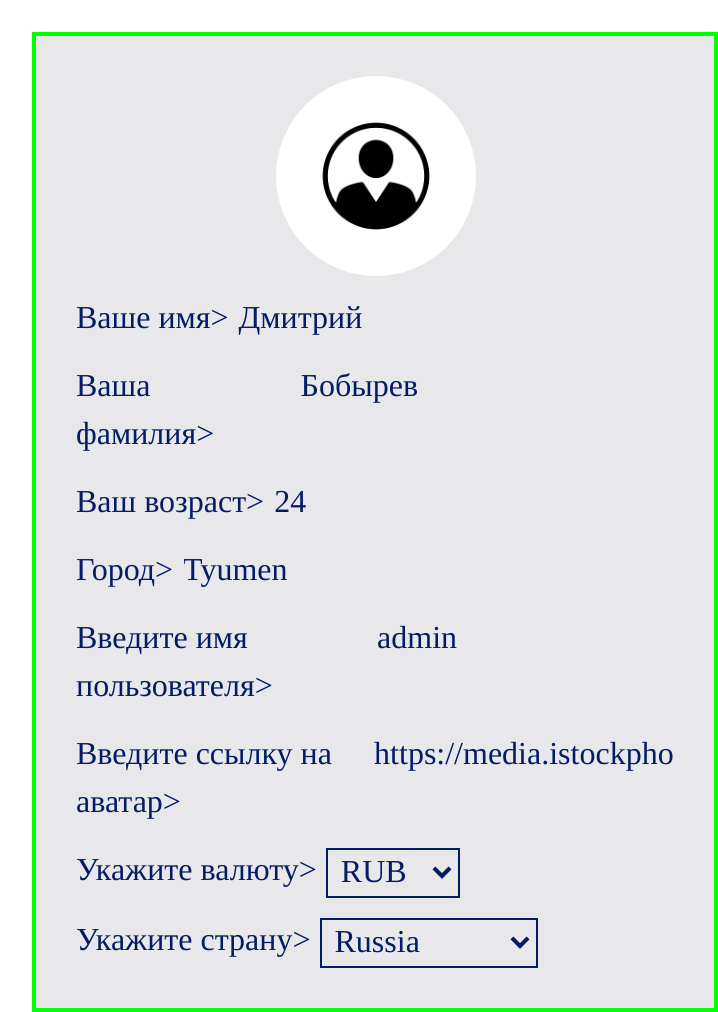 Ваше имя> Дмитрий
Ваша Бобырев
фамилия>
Ваш возраст> 24
Город> Tyumen
Введите имя admin
пользователя>
Введите ссылку на https://media.istockpho
аватар>
Укажите валюту> RUB
Укажите страну> Russia